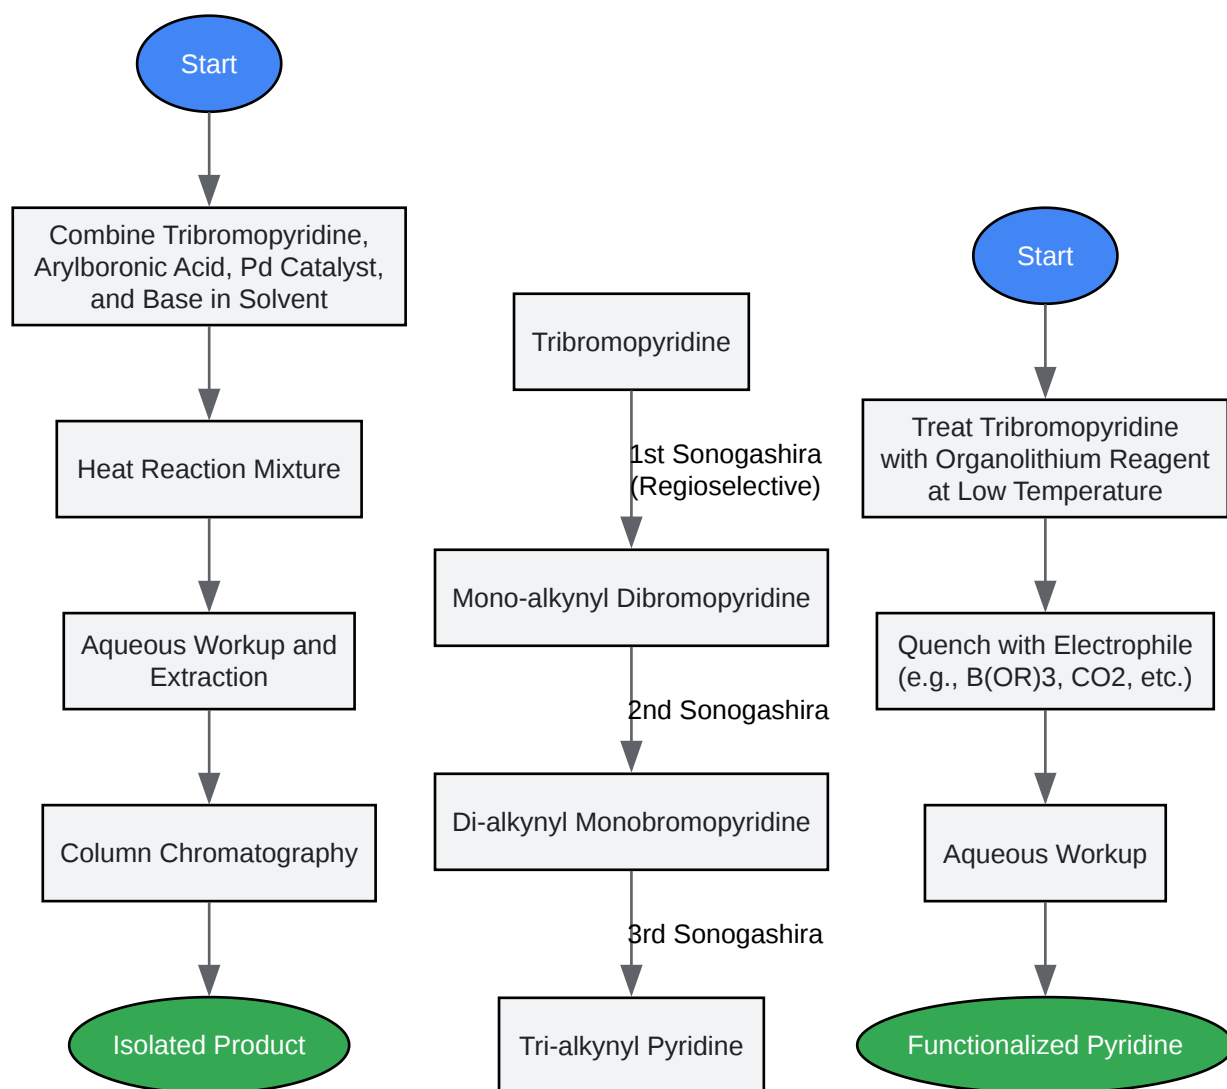 Start
Combine Tribromopyridine,
Arylboronic Acid, Pd Catalyst,
and Base in Solvent
Heat Reaction Mixture
Aqueous Workup and
Extraction
Column Chromatography
Isolated Product
Tribromopyridine
1st Sonogashira
(Regioselective)
Mono-alkynyl Dibromopyridine
2nd Sonogashira
Di-alkynyl Monobromopyridine
3rd Sonogashira
Tri-alkynyl Pyridine
Start
Treat Tribromopyridine
with Organolithium Reagent
at Low Temperature
Quench with Electrophile
(e.g., B(OR)3, CO2, etc.)
Aqueous Workup
Functionalized Pyridine